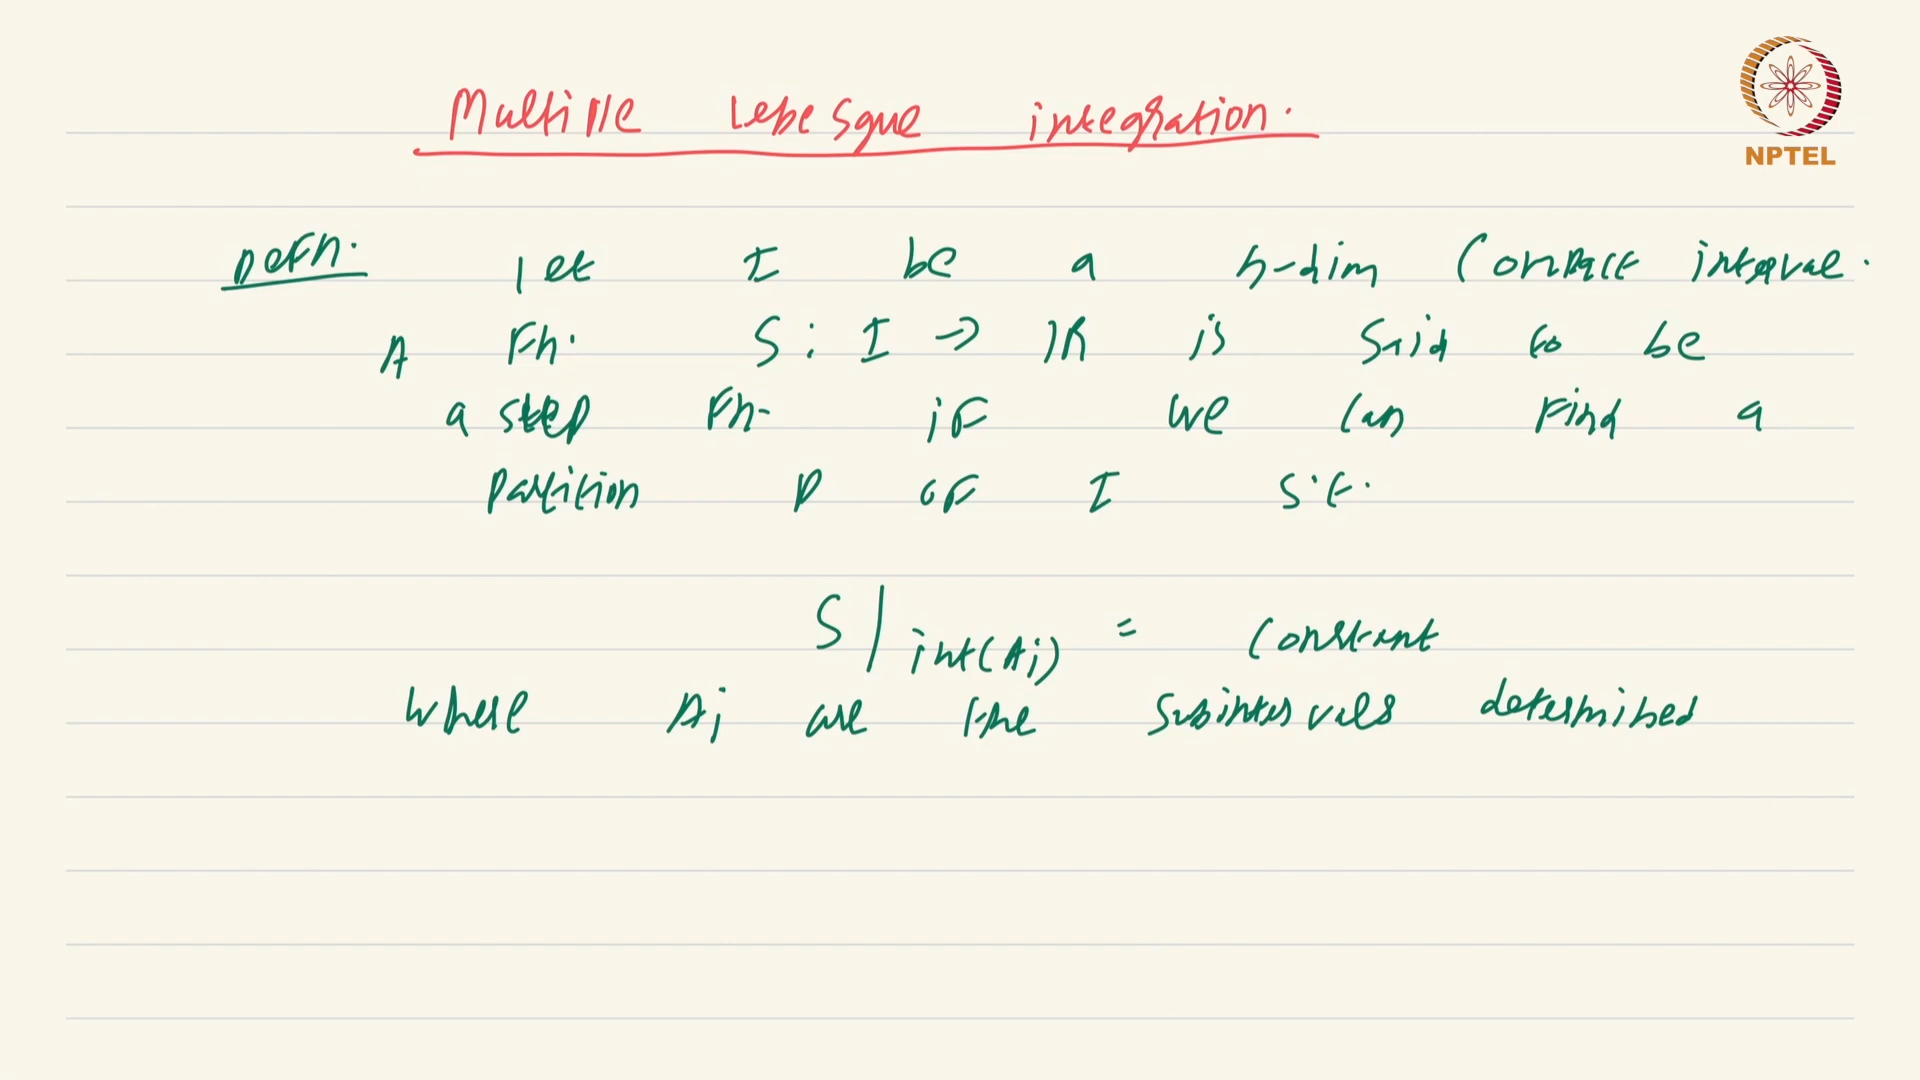 Multiple Lebesgue integration.
NPTEL
Defn. Let I be a n-dim compact interval.
A Fn. S : I → IR is said to be
a step Fn. if we can find a
partition P of I s.t.
S|int(Ai) = constant
where Ai are the subintervals determined